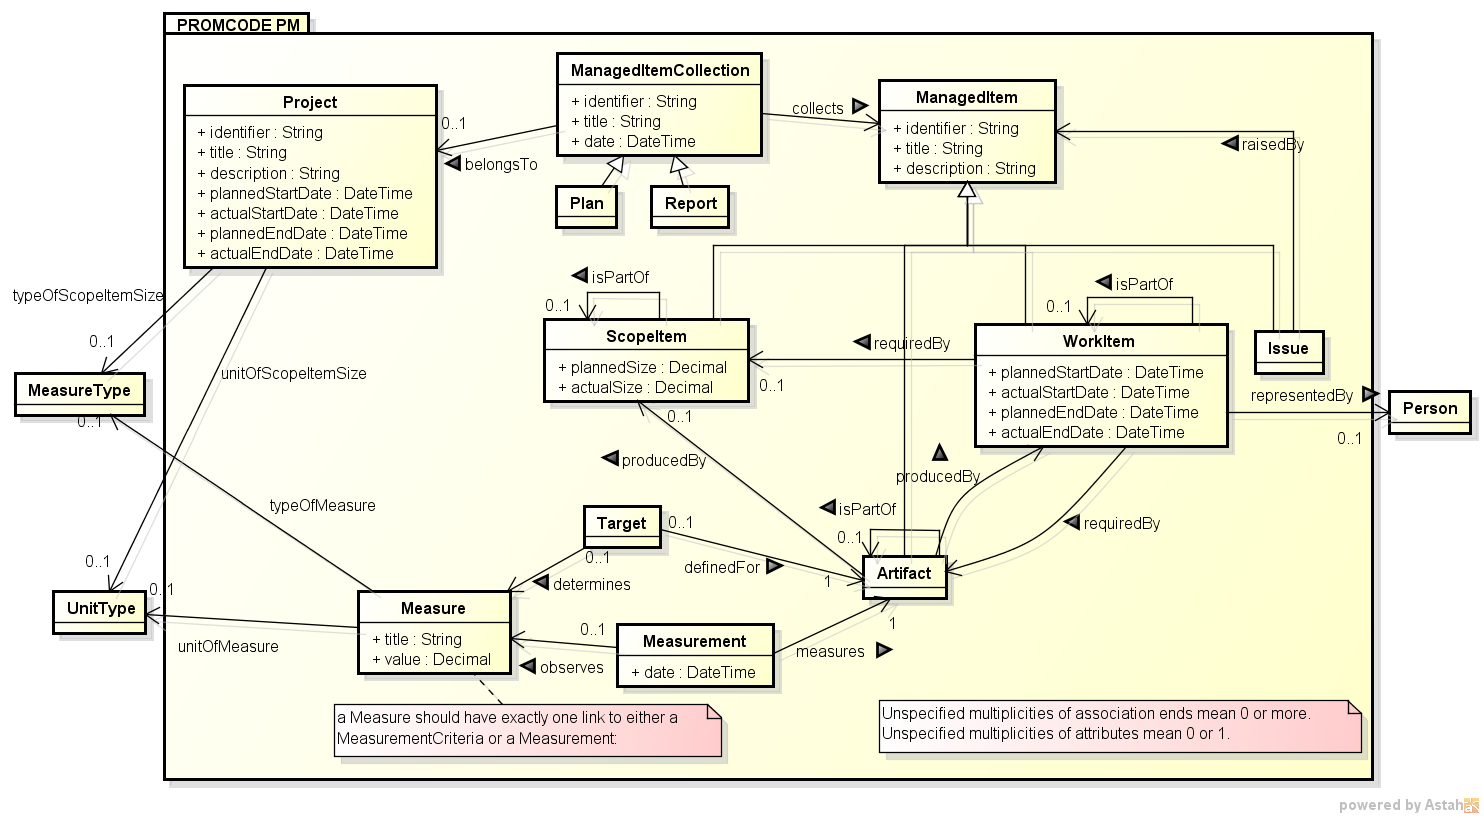 PROMCODE PM
Project
+ identifier : String
+ title : String
+ description : String
+ plannedStartDate : DateTime
+ actualStartDate : DateTime
+ plannedEndDate : DateTime
+ actualEndDate : DateTime
ManagedItemCollection
+ identifier : String
+ title : String
+ date : DateTime
collects
ManagedItem
+ identifier : String
+ title : String
+ description : String
0..1
belongsTo
raisedBy
Plan
Report
typeOfScopeItemSize
0..1
MeasureType
0..1
unitOfScopeItemSize
isPartOf
0..1
ScopeItem
+ plannedSize : Decimal
+ actualSize : Decimal
requiredBy
0..1
isPartOf
0..1
WorkItem
+ plannedStartDate : DateTime
+ actualStartDate : DateTime
+ plannedEndDate : DateTime
+ actualEndDate : DateTime
Issue
representedBy
Person
0..1
0..1
producedBy
producedBy
typeOfMeasure
Target
0..1
0..1
definedFor
1
determines
isPartOf
0..1
Artifact
requiredBy
0..1
UnitType
0..1
unitOfMeasure
Measure
+ title : String
+ value : Decimal
0..1
observes
Measurement
+ date : DateTime
measures
1
a Measure should have exactly one link to either a
MeasurementCriteria or a Measurement:
Unspecified multiplicities of association ends mean 0 or more.
Unspecified multiplicities of attributes mean 0 or 1.
powered by Astah